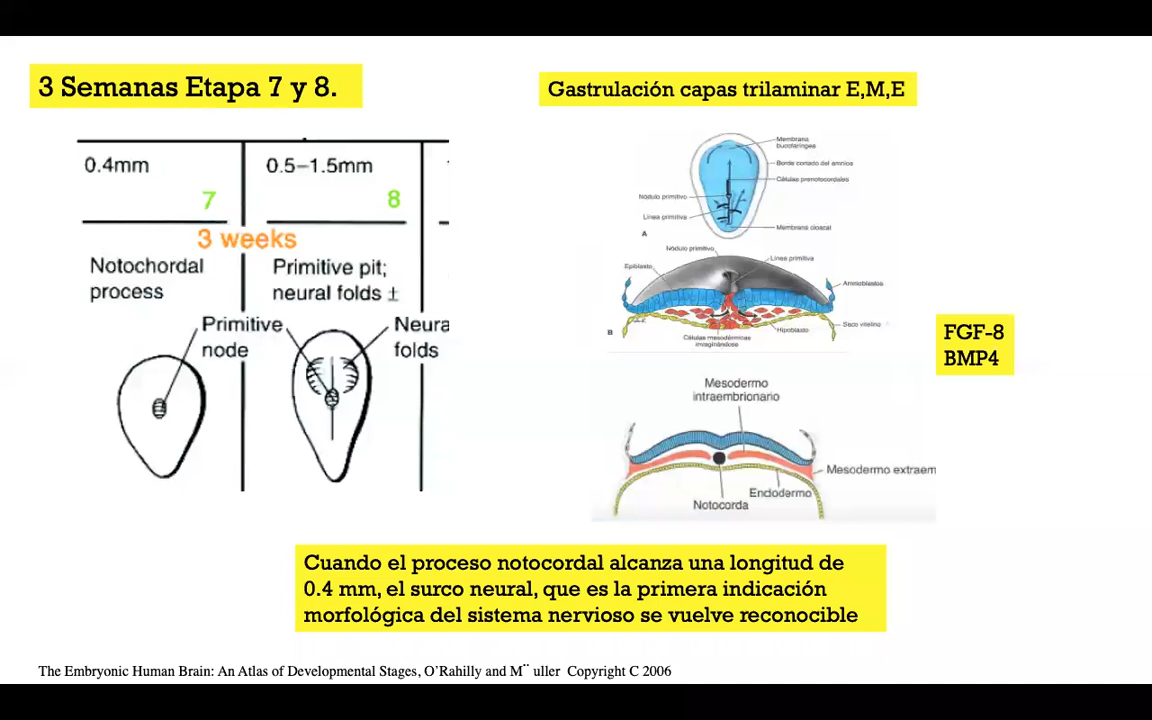 3 Semanas Etapa 7 y 8.
0.4mm
7
0.5–1.5mm
8
3 weeks
Notochordal
process
Primitive pit;
neural folds ±
Primitive
node
Neura
folds
Gastrulación capas trilaminar E,M,E
Membrana
bucofaríngea
Borde cortado del amnios
Células prenotocordales
Nódulo primitivo
Línea primitiva
Membrana cloacal
A
Nódulo primitivo
Línea primitiva
Epiblasto
Amnioblastos
B
Saco vitelino
Hipoblasto
Células mesodérmicas
invaginándose
FGF-8
BMP4
Mesodermo
intraembrionario
Mesodermo extraem
Endodermo
Notocorda
Cuando el proceso notocordal alcanza una longitud de
0.4 mm, el surco neural, que es la primera indicación
morfológica del sistema nervioso se vuelve reconocible
The Embryonic Human Brain: An Atlas of Developmental Stages, O’Rahilly and M¨ uller Copyright C 2006